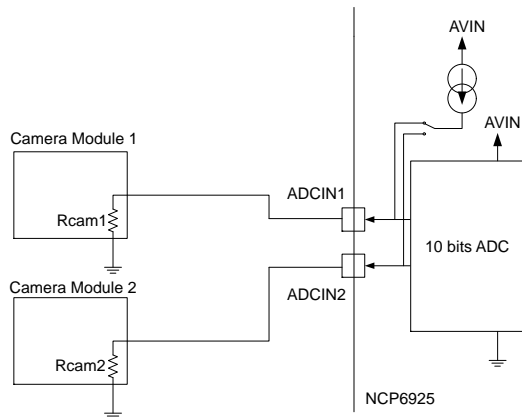 AVIN
AVIN
Camera Module 1
ADCIN1
Rcam1
10 bits ADC
Camera Module 2
ADCIN2
Rcam2
NCP6925